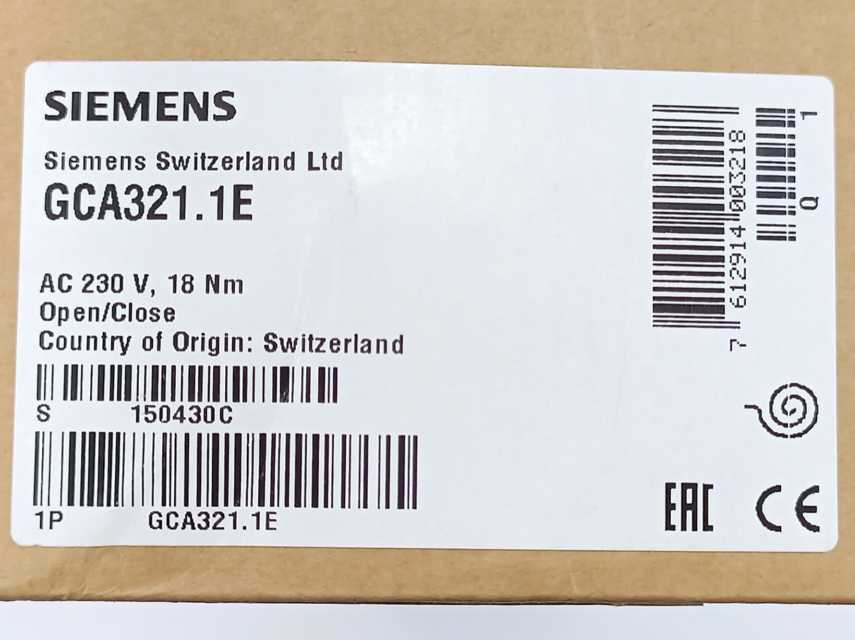 SIEMENS
Siemens Switzerland Ltd
GCA321.1E
AC 230 V, 18 Nm
Open/Close
Country of Origin: Switzerland
S 150430C
1P GCA321.1E
7 612914 003218
Q 1
EAC CE